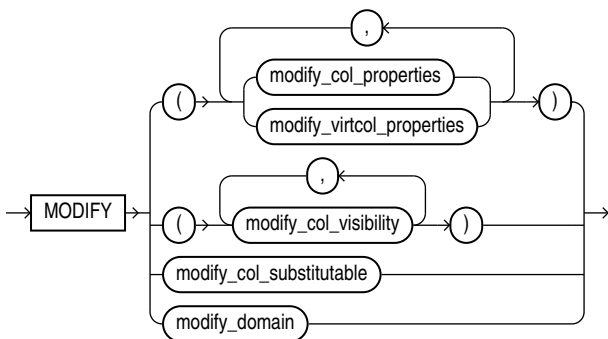 ,
modify_col_properties
( )
modify_virtcol_properties
,
MODIFY
( modify_col_visibility )
modify_col_substitutable
modify_domain